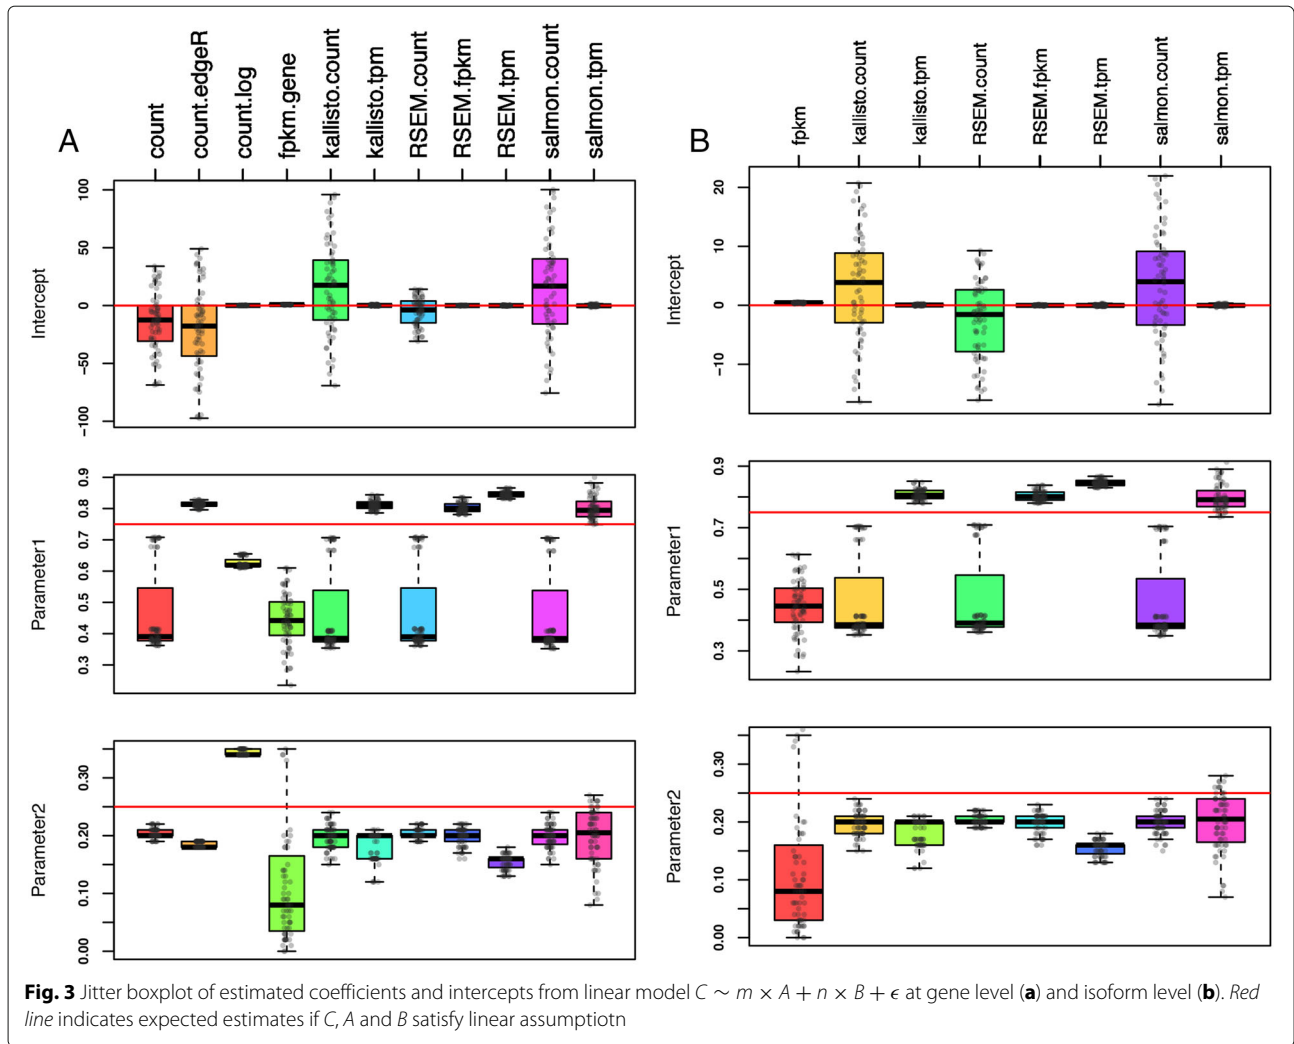 A
count
count.edgeR
count.log
fpkm.gene
kallisto.count
kallisto.tpm
RSEM.count
RSEM.fpkm
RSEM.tpm
salmon.count
salmon.tpm
Intercept
100
50
0
−50
−100
Parameter1
0.9
0.8
0.7
0.6
0.5
0.4
0.3
Parameter2
0.30
0.20
0.10
0.00
B
fpkm
kallisto.count
kallisto.tpm
RSEM.count
RSEM.fpkm
RSEM.tpm
salmon.count
salmon.tpm
Intercept
20
10
0
−10
Parameter1
0.9
0.7
0.5
0.3
Parameter2
0.30
0.20
0.10
0.00
Fig. 3 Jitter boxplot of estimated coefficients and intercepts from linear model C ∼ m × A + n × B + ϵ at gene level (a) and isoform level (b). Red
line indicates expected estimates if C, A and B satisfy linear assumptiotn